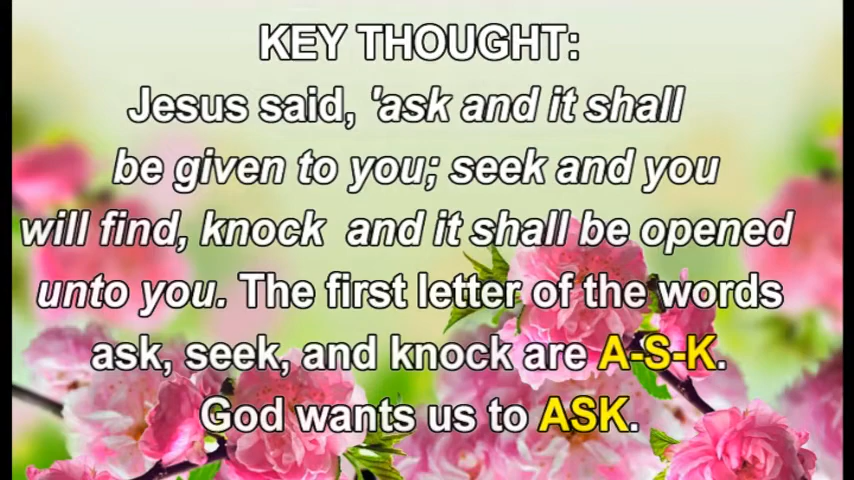 KEY THOUGHT:
Jesus said, 'ask and it shall
be given to you; seek and you
will find, knock  and it shall be opened
unto you. The first letter of the words
ask, seek, and knock are A-S-K.
God wants us to ASK.